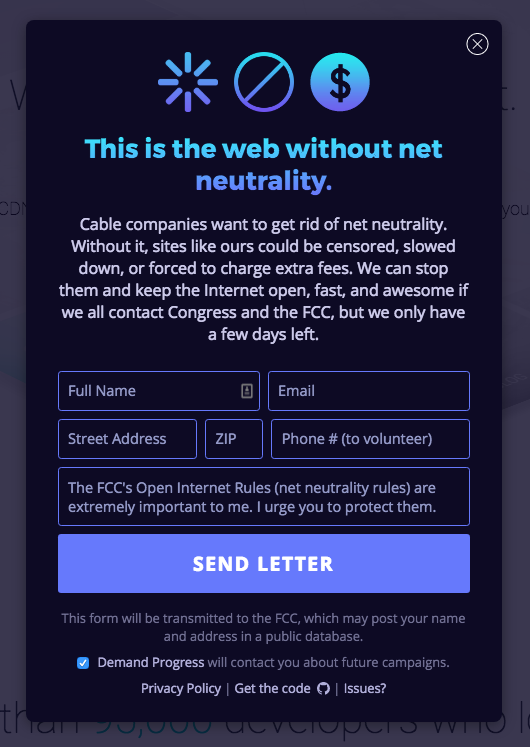 $
This is the web without net
neutrality.
Cable companies want to get rid of net neutrality.
Without it, sites like ours could be censored, slowed
down, or forced to charge extra fees. We can stop
them and keep the Internet open, fast, and awesome if
we all contact Congress and the FCC, but we only have
a few days left.
Full Name Email
Street Address ZIP Phone # (to volunteer)
The FCC's Open Internet Rules (net neutrality rules) are
extremely important to me. I urge you to protect them.
SEND LETTER
This form will be transmitted to the FCC, which may post your name
and address in a public database.
Demand Progress will contact you about future campaigns.
Privacy Policy | Get the code | Issues?
than 95,000 developers who